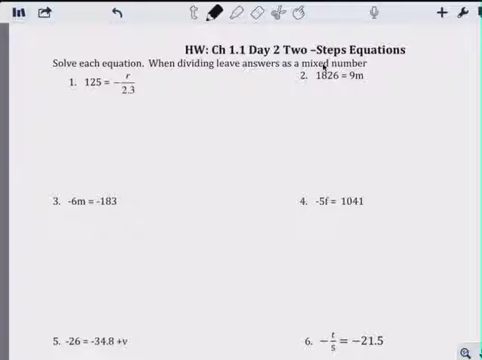 HW: Ch 1.1 Day 2 Two –Steps Equations
Solve each equation. When dividing leave answers as a mixed number
1. 125 = −r/2.3
2. 1826 = 9m
3. -6m = -183
4. -5f = 1041
5. -26 = -34.8 +v
6. −t/5 = −21.5